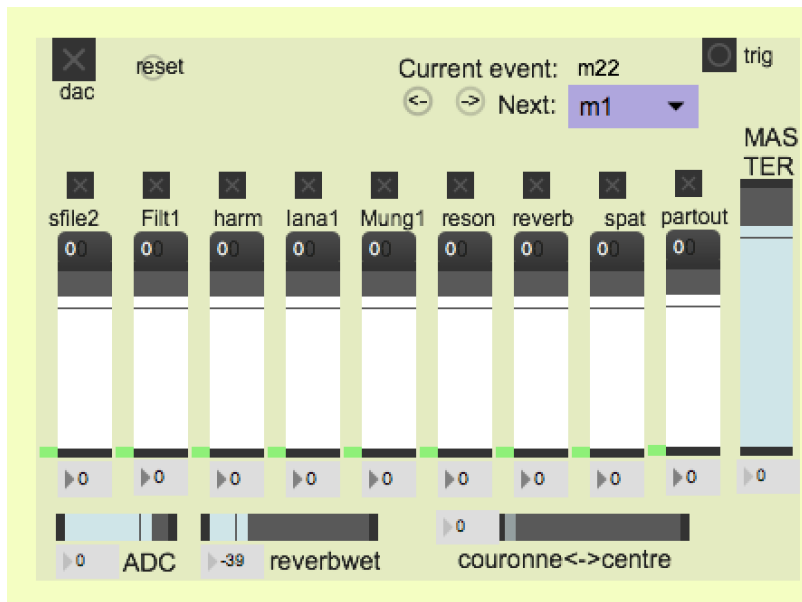 dac
reset
Current event: m22
trig
<- -> Next: m1
MAS
TER
sfile2 Filt1 harm lana1 Mung1 reson reverb spat partout
00 00 00 00 00 00 00 00 00
0 0 0 0 0 0 0 0 0 0
0
0 ADC -39 reverbwet couronne<->centre